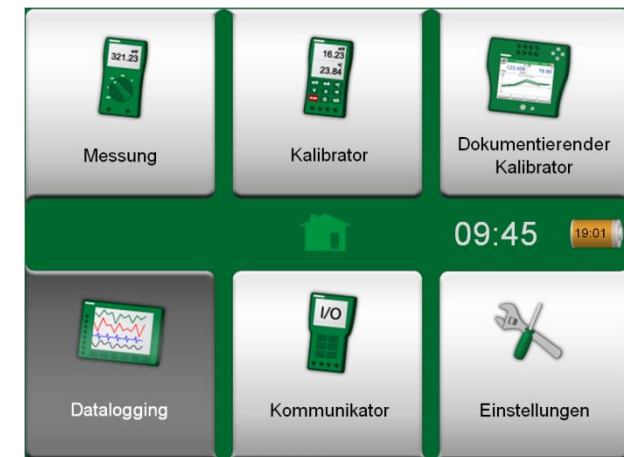 321.23
16.23
23.84
Messung
Kalibrator
Dokumentierender
Kalibrator
09:45
19:01
I/O
Datalogging
Kommunikator
Einstellungen